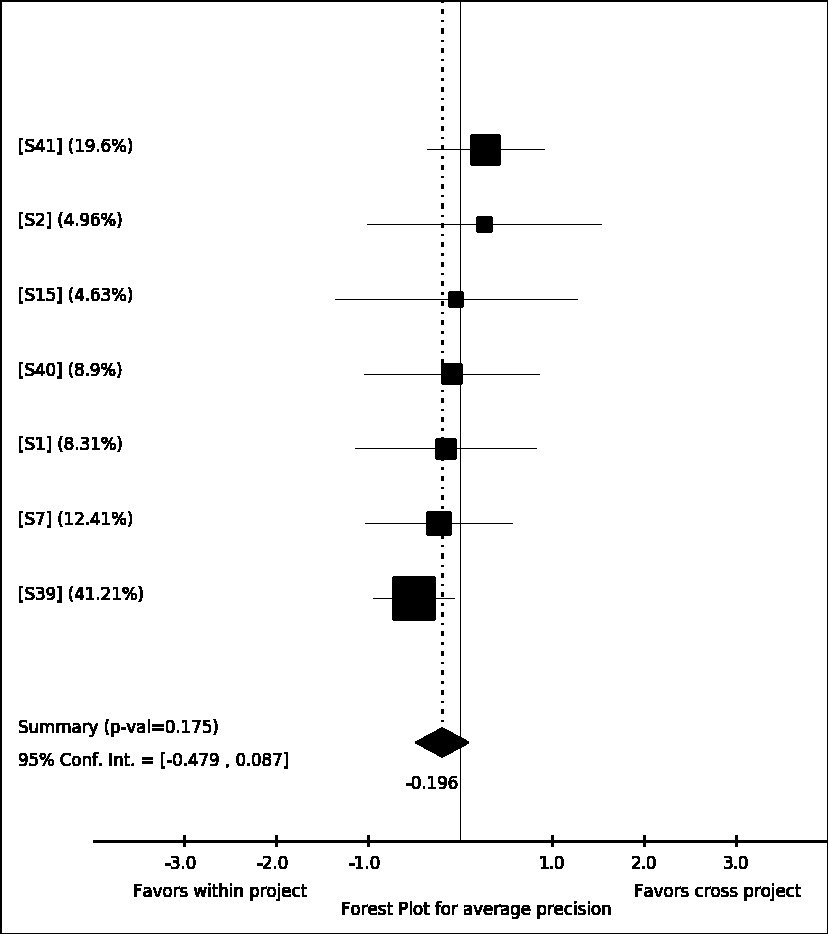 [S41] (19.6%)
[S2] (4.96%)
[S15] (4.63%)
[S40] (8.9%)
[S1] (8.31%)
[S7] (12.41%)
[S39] (41.21%)
Summary (p-val=0.175)
95% Conf. Int. = [-0.479 , 0.087]
-0.196
-3.0 -2.0 -1.0 1.0 2.0 3.0
Favors within project Favors cross project
Forest Plot for average precision